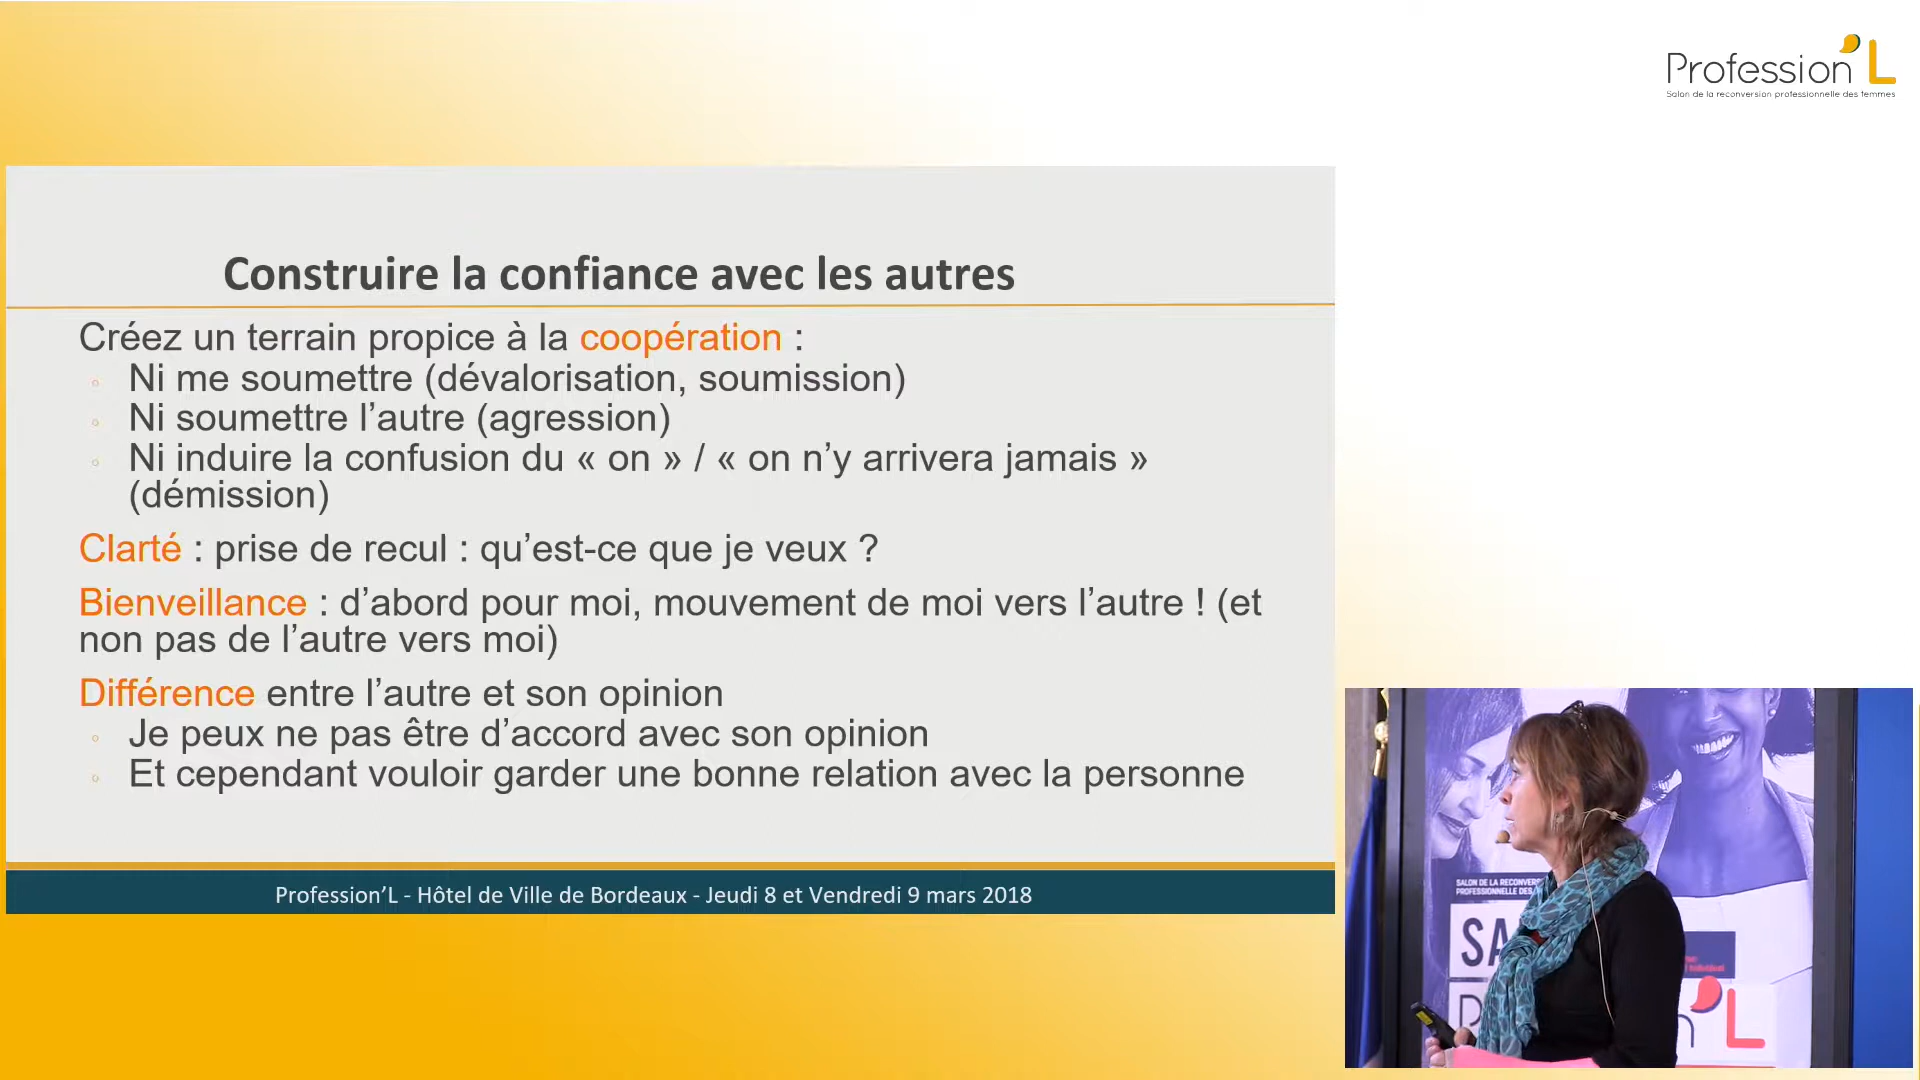 Profession'L
Salon de la reconversion professionnelle des femmes
Construire la confiance avec les autres
Créez un terrain propice à la coopération :
Ni me soumettre (dévalorisation, soumission)
Ni soumettre l’autre (agression)
Ni induire la confusion du « on » / « on n’y arrivera jamais »
(démission)
Clarté : prise de recul : qu’est-ce que je veux ?
Bienveillance : d’abord pour moi, mouvement de moi vers l’autre ! (et
non pas de l’autre vers moi)
Différence entre l’autre et son opinion
Je peux ne pas être d’accord avec son opinion
Et cependant vouloir garder une bonne relation avec la personne
Profession’L - Hôtel de Ville de Bordeaux - Jeudi 8 et Vendredi 9 mars 2018
SALON DE LA
PROFESSIONNELLE
SA
n'L